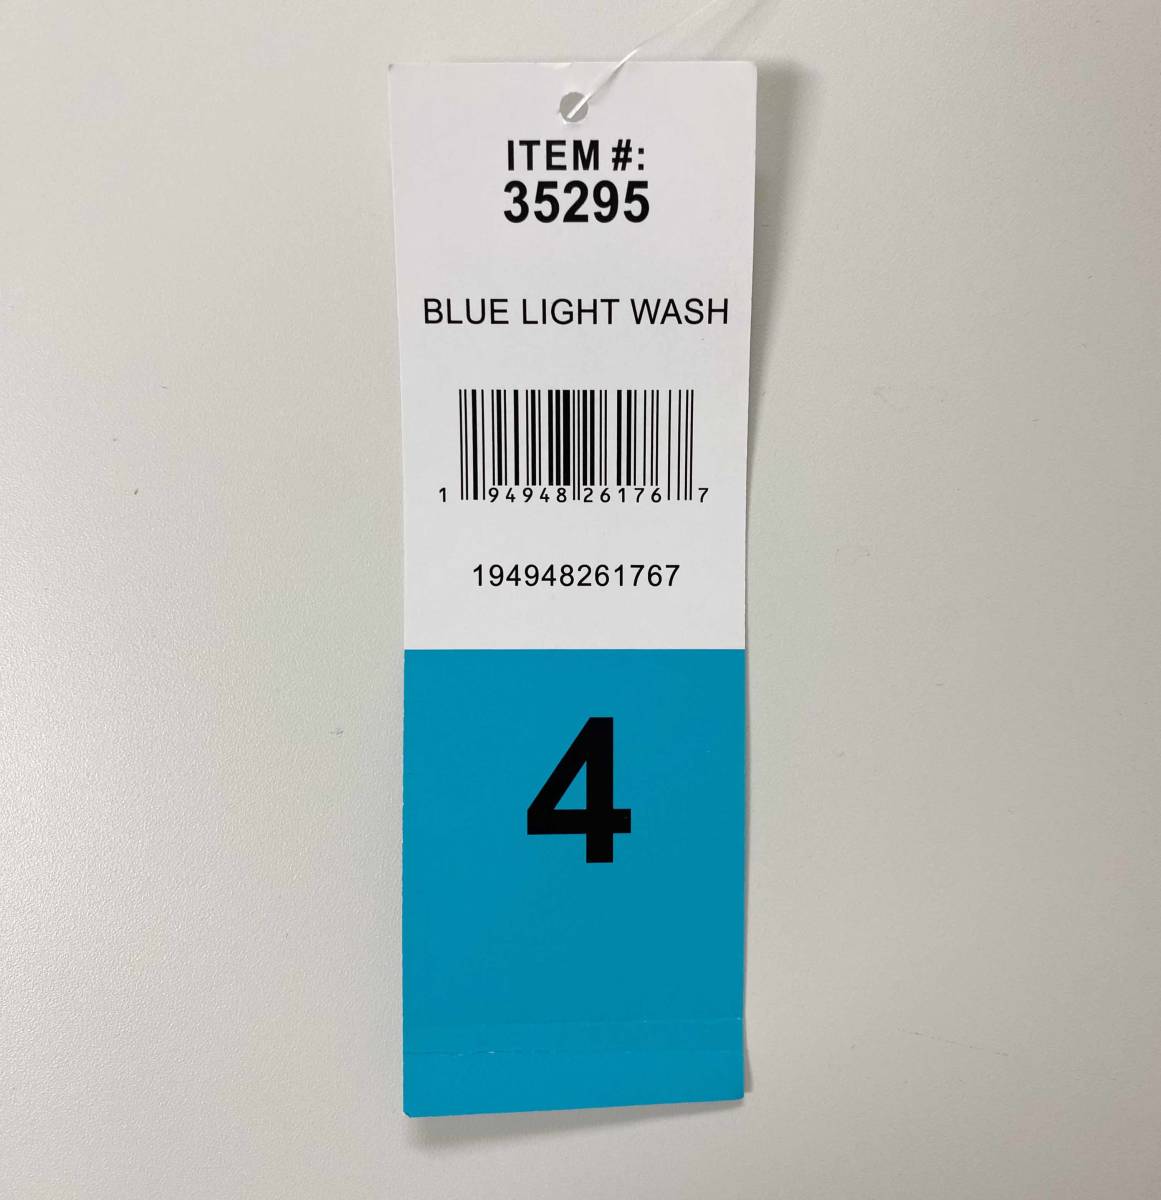 ITEM #:
35295
BLUE LIGHT WASH
1 94948 26176 7
194948261767
4